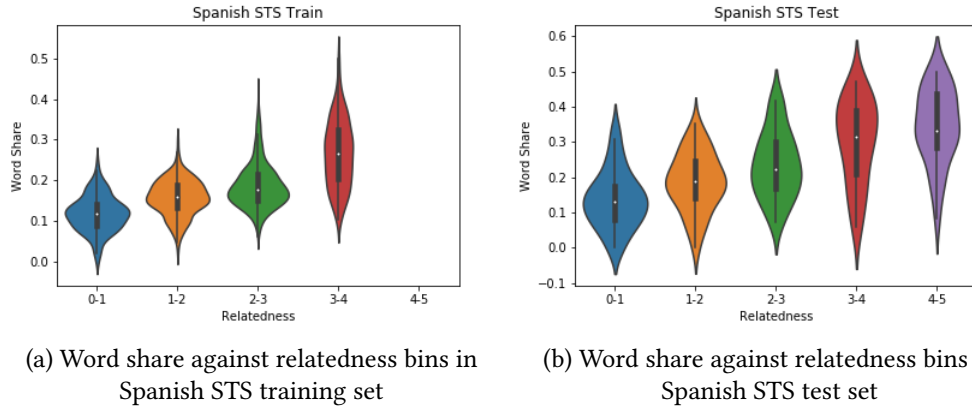 Spanish STS Train
Word Share
0.5
0.4
0.3
0.2
0.1
0.0
0-1 1-2 2-3 3-4 4-5
Relatedness
(a) Word share against relatedness bins in
Spanish STS training set
Spanish STS Test
Word Share
0.6
0.5
0.4
0.3
0.2
0.1
0.0
−0.1
0-1 1-2 2-3 3-4 4-5
Relatedness
(b) Word share against relatedness bins
Spanish STS test set